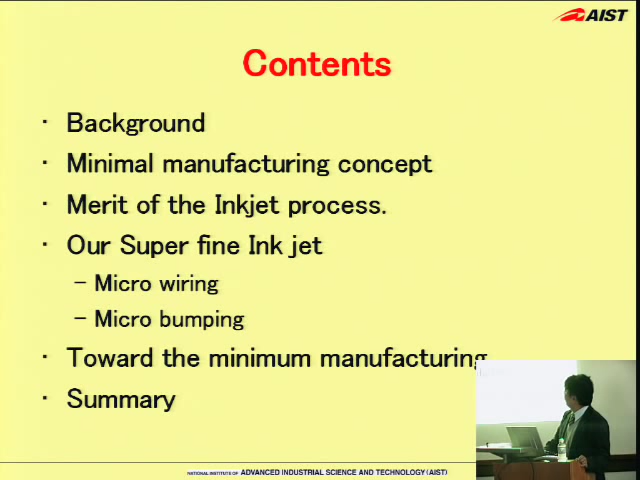 AIST
Contents
・ Background
・ Minimal manufacturing concept
・ Merit of the Inkjet process.
・ Our Super fine Ink jet
– Micro wiring
– Micro bumping
・ Toward the minimum manufacturing
・ Summary
NATIONAL INSTITUTE OF ADVANCED INDUSTRIAL SCIENCE AND TECHNOLOGY (AIST)